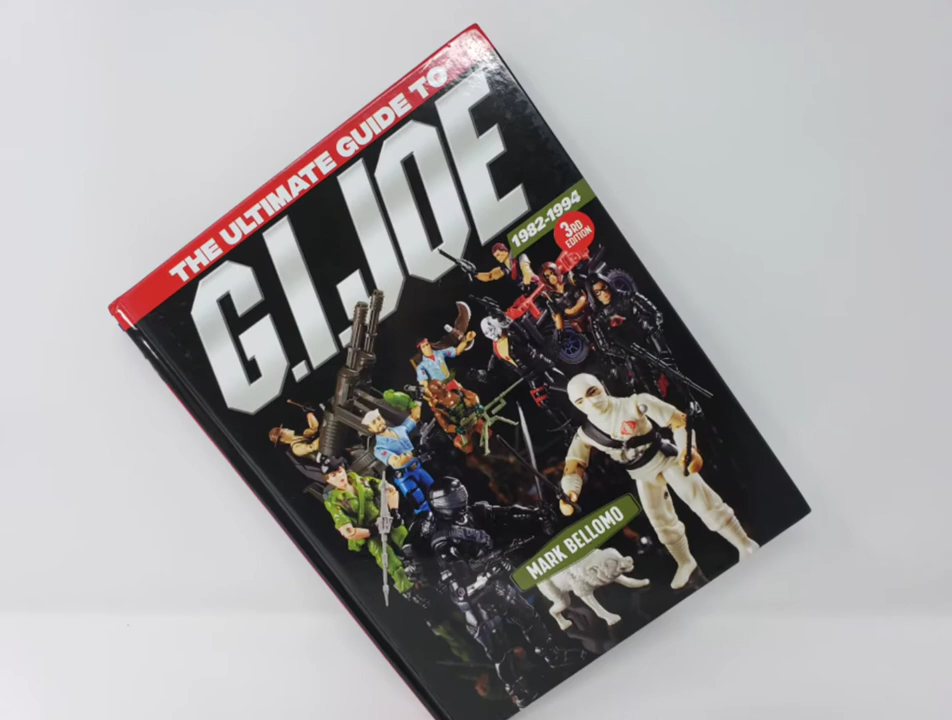 THE ULTIMATE GUIDE TO
G.I.JOE
1982-1994
3RD
EDITION
MARK BELLOMO